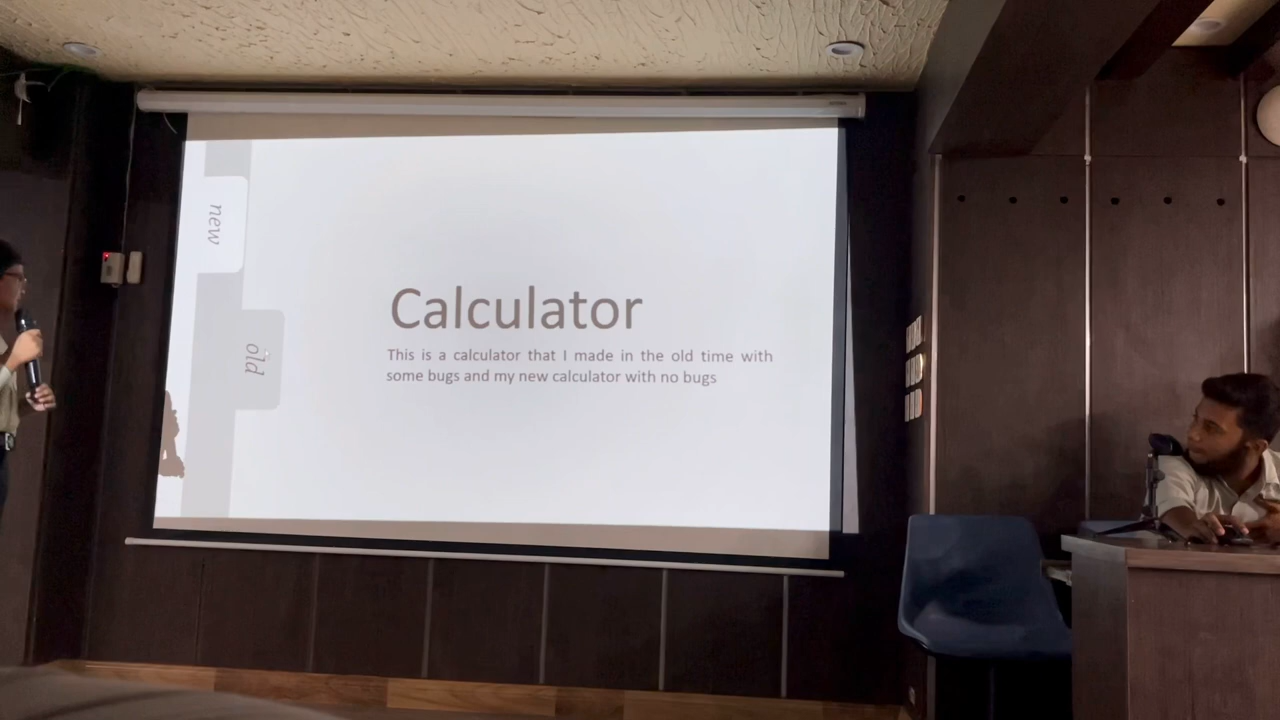 new
old
Calculator
This is a calculator that I made in the old time with
some bugs and my new calculator with no bugs